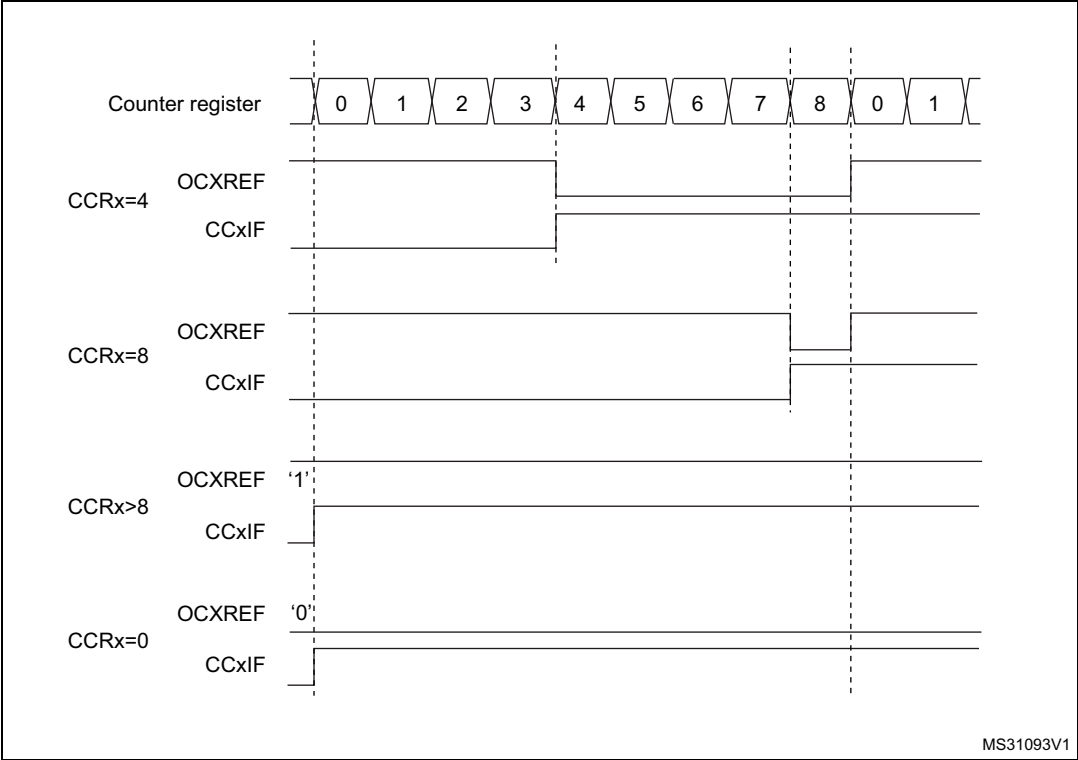 Counter register 0 1 2 3 4 5 6 7 8 0 1
OCXREF
CCRx=4
CCxIF
OCXREF
CCRx=8
CCxIF
OCXREF ‘1’
CCRx>8
CCxIF
OCXREF ‘0’
CCRx=0
CCxIF
MS31093V1